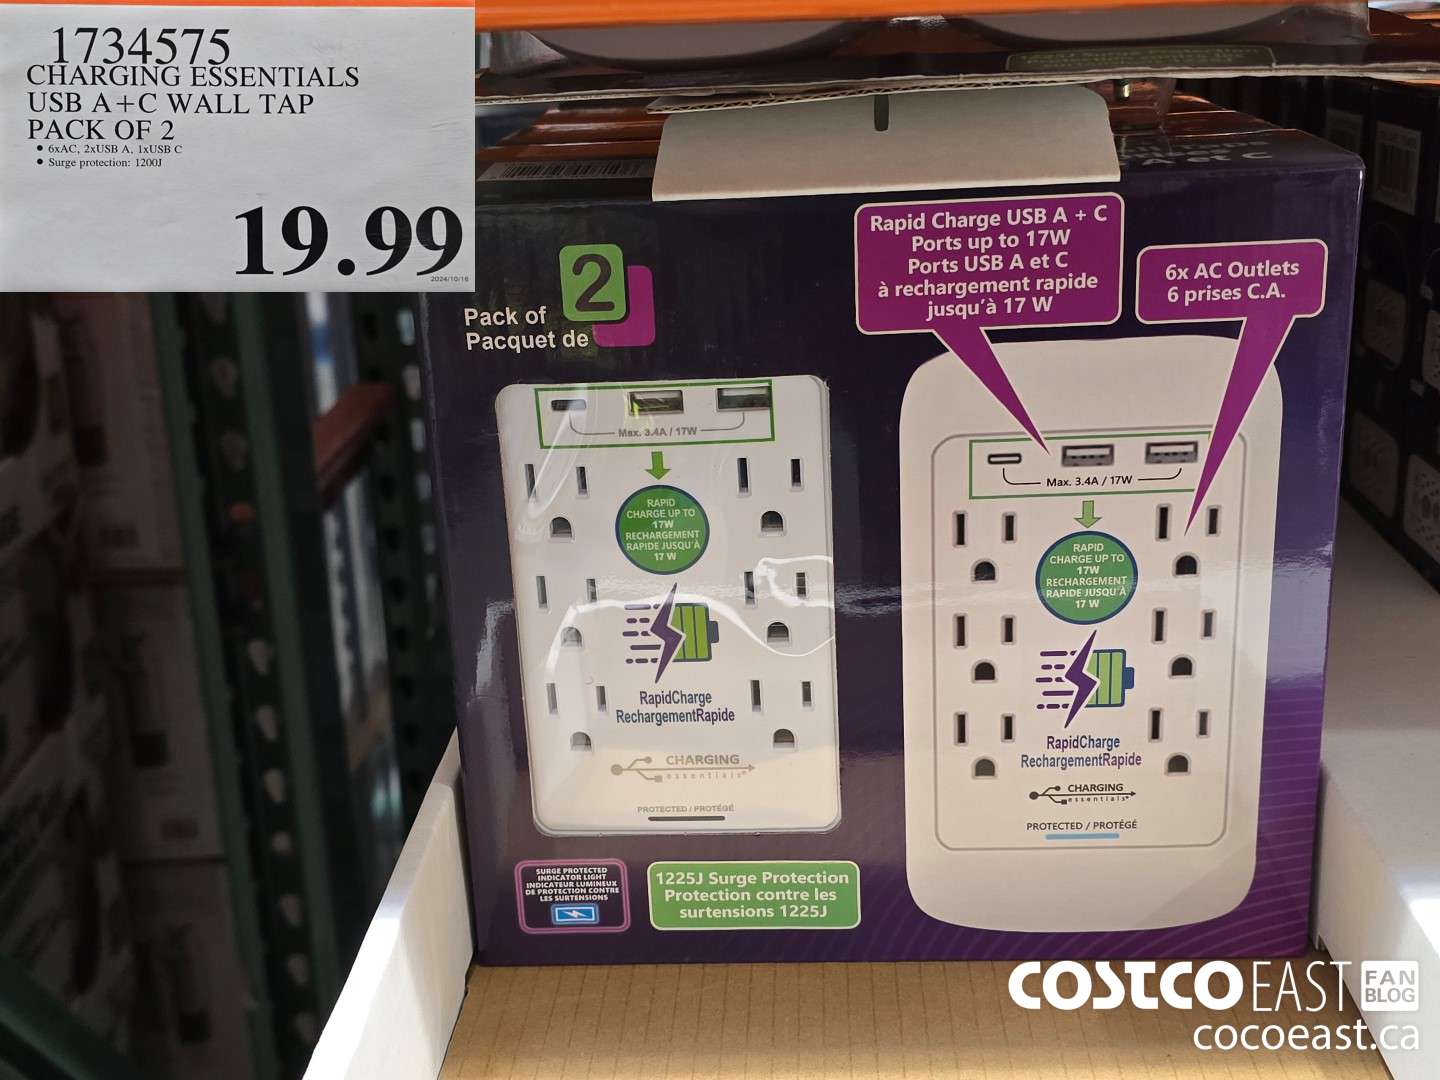 1734575
CHARGING ESSENTIALS
USB A+C WALL TAP
PACK OF 2
• 6xAC, 2xUSB A, 1xUSB C
• Surge protection: 1200J
19.99
2024/10/16
A et C
Pack of
Pacquet de
2
Rapid Charge USB A + C
Ports up to 17W
Ports USB A et C
à rechargement rapide
jusqu'à 17 W
6x AC Outlets
6 prises C.A.
Max. 3.4A / 17W
RAPID
CHARGE UP TO
17W
RECHARGEMENT
RAPIDE JUSQU'À
17 W
RapidCharge
RechargementRapide
CHARGING
essentials®
PROTECTED / PROTÉGÉ
Max. 3.4A / 17W
RAPID
CHARGE UP TO
17W
RECHARGEMENT
RAPIDE JUSQU'À
17 W
RapidCharge
RechargementRapide
CHARGING
essentials®
PROTECTED / PROTÉGÉ
SURGE PROTECTED
INDICATOR LIGHT
INDICATEUR LUMINEUX
DE PROTECTION CONTRE
LES SURTENSIONS
1225J Surge Protection
Protection contre les
surtensions 1225J
COSTCO EAST FAN BLOG
cocoeast.ca